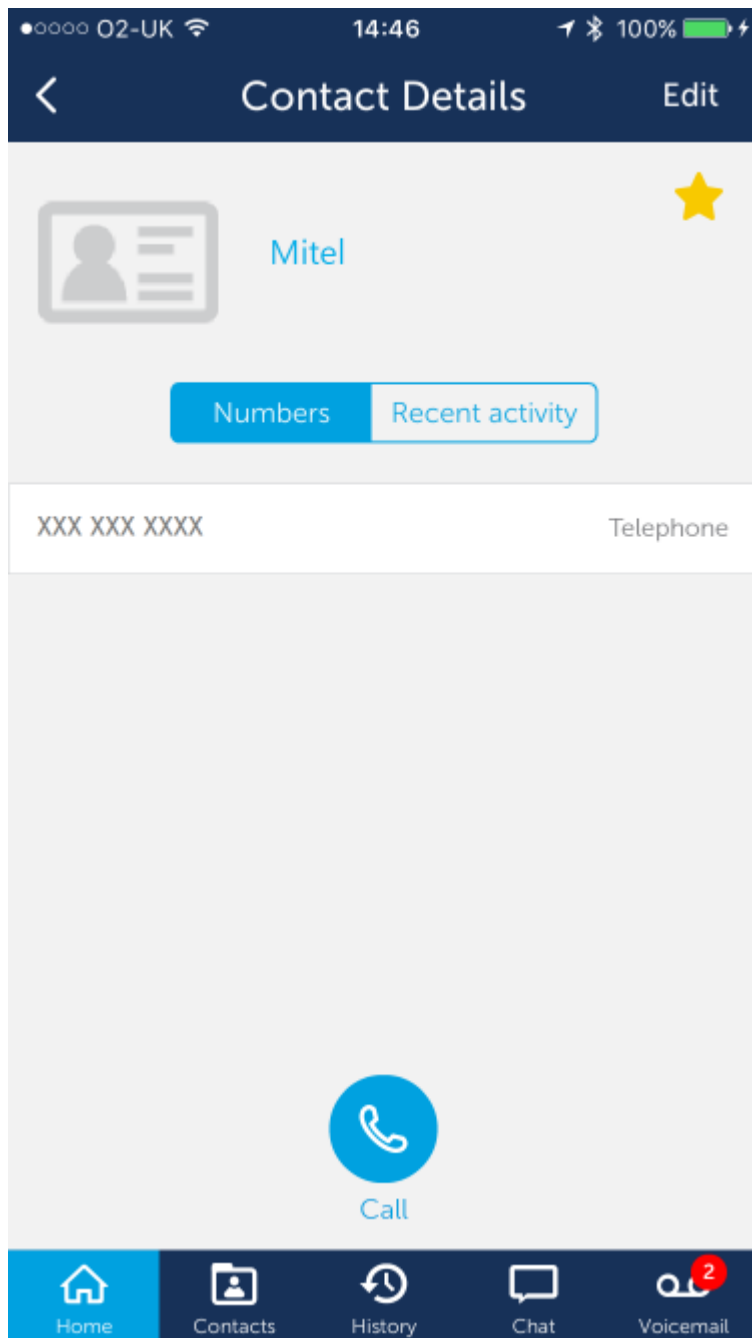 O2-UK 14:46 100%
Contact Details Edit
Mitel
Numbers Recent activity
XXX XXX XXXX Telephone
Call
2
Home Contacts History Chat Voicemail